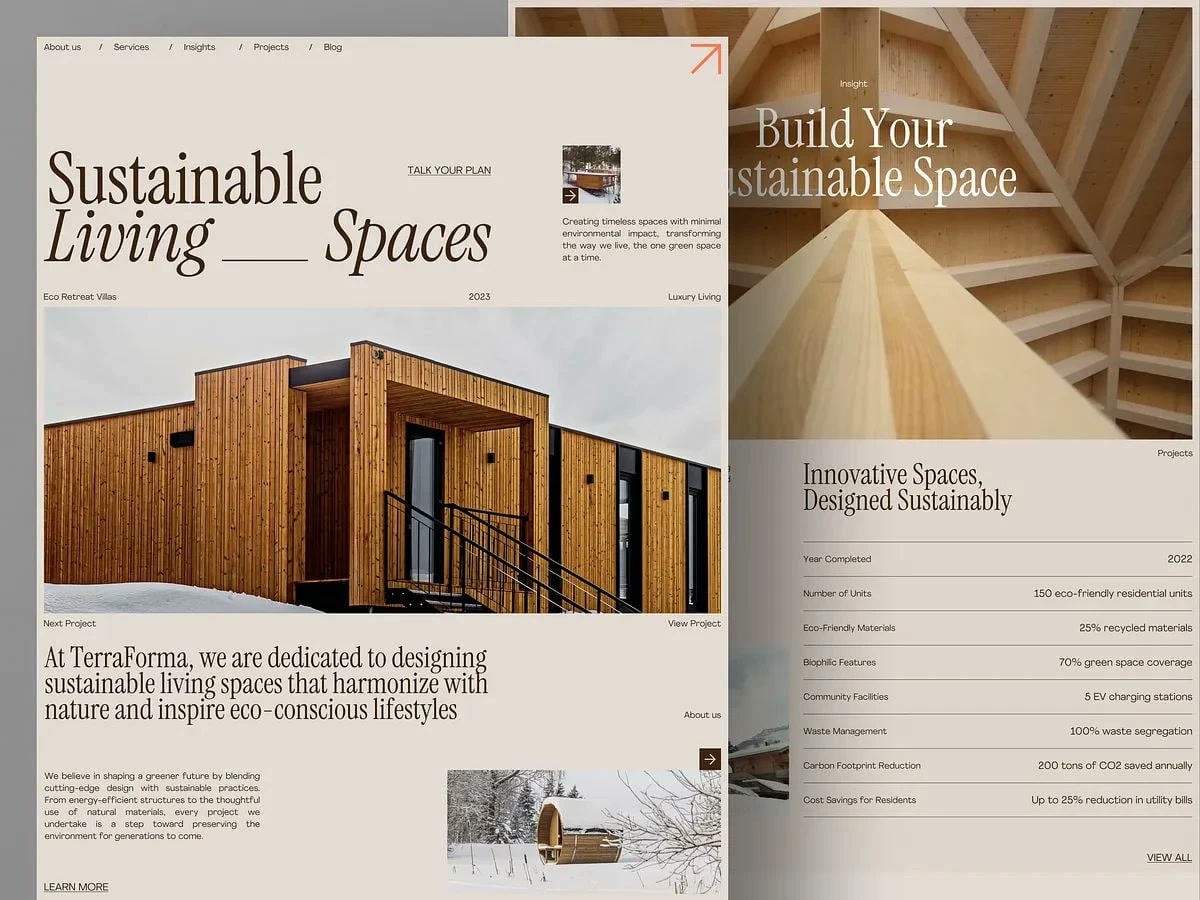 About us / Services / Insights / Projects / Blog
Sustainable
Living ____ Spaces
TALK YOUR PLAN
Creating timeless spaces with minimal
environmental impact, transforming
the way we live, the one green space
at a time.
Eco Retreat Villas 2023 Luxury Living
Next Project View Project
At TerraForma, we are dedicated to designing
sustainable living spaces that harmonize with
nature and inspire eco-conscious lifestyles
About us
We believe in shaping a greener future by blending
cutting-edge design with sustainable practices.
From energy-efficient structures to the thoughtful
use of natural materials, every project we
undertake is a step toward preserving the
environment for generations to come.
LEARN MORE
Insight
Build Your
ustainable Space
Projects
Innovative Spaces,
Designed Sustainably
Year Completed 2022
Number of Units 150 eco-friendly residential units
Eco-Friendly Materials 25% recycled materials
Biophilic Features 70% green space coverage
Community Facilities 5 EV charging stations
Waste Management 100% waste segregation
Carbon Footprint Reduction 200 tons of CO2 saved annually
Cost Savings for Residents Up to 25% reduction in utility bills
VIEW ALL